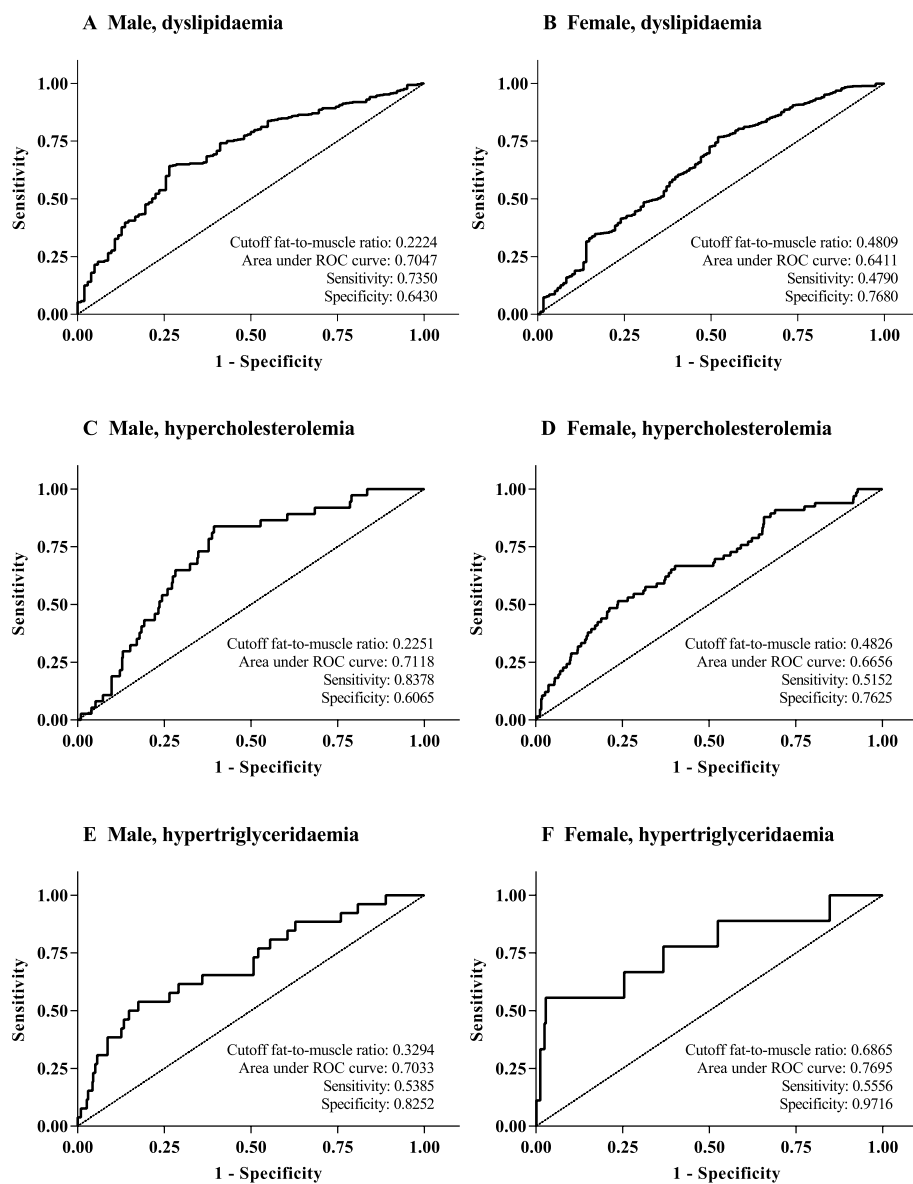 A Male, dyslipidaemia
1.00
0.75
0.50
0.25
0.00
Sensitivity
Cutoff fat-to-muscle ratio: 0.2224
Area under ROC curve: 0.7047
Sensitivity: 0.7350
Specificity: 0.6430
0.00 0.25 0.50 0.75 1.00
1 - Specificity
B Female, dyslipidaemia
1.00
0.75
0.50
0.25
0.00
Sensitivity
Cutoff fat-to-muscle ratio: 0.4809
Area under ROC curve: 0.6411
Sensitivity: 0.4790
Specificity: 0.7680
0.00 0.25 0.50 0.75 1.00
1 - Specificity
C Male, hypercholesterolemia
1.00
0.75
0.50
0.25
0.00
Sensitivity
Cutoff fat-to-muscle ratio: 0.2251
Area under ROC curve: 0.7118
Sensitivity: 0.8378
Specificity: 0.6065
0.00 0.25 0.50 0.75 1.00
1 - Specificity
D Female, hypercholesterolemia
1.00
0.75
0.50
0.25
0.00
Sensitivity
Cutoff fat-to-muscle ratio: 0.4826
Area under ROC curve: 0.6656
Sensitivity: 0.5152
Specificity: 0.7625
0.00 0.25 0.50 0.75 1.00
1 - Specificity
E Male, hypertriglyceridaemia
1.00
0.75
0.50
0.25
0.00
Sensitivity
Cutoff fat-to-muscle ratio: 0.3294
Area under ROC curve: 0.7033
Sensitivity: 0.5385
Specificity: 0.8252
0.00 0.25 0.50 0.75 1.00
1 - Specificity
F Female, hypertriglyceridaemia
1.00
0.75
0.50
0.25
0.00
Sensitivity
Cutoff fat-to-muscle ratio: 0.6865
Area under ROC curve: 0.7695
Sensitivity: 0.5556
Specificity: 0.9716
0.00 0.25 0.50 0.75 1.00
1 - Specificity